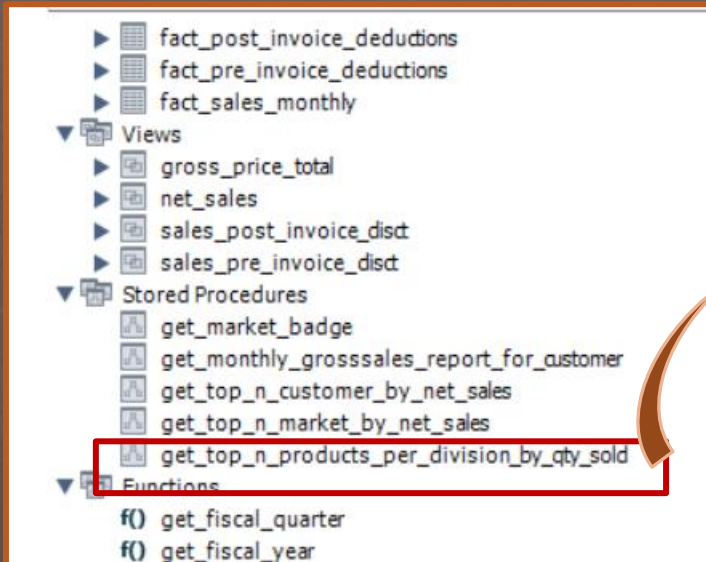 fact_post_invoice_deductions
fact_pre_invoice_deductions
fact_sales_monthly
Views
gross_price_total
net_sales
sales_post_invoice_disct
sales_pre_invoice_disct
Stored Procedures
get_market_badge
get_monthly_grosssales_report_for_customer
get_top_n_customer_by_net_sales
get_top_n_market_by_net_sales
get_top_n_products_per_division_by_qty_sold
Functions
f() get_fiscal_quarter
f() get_fiscal_year